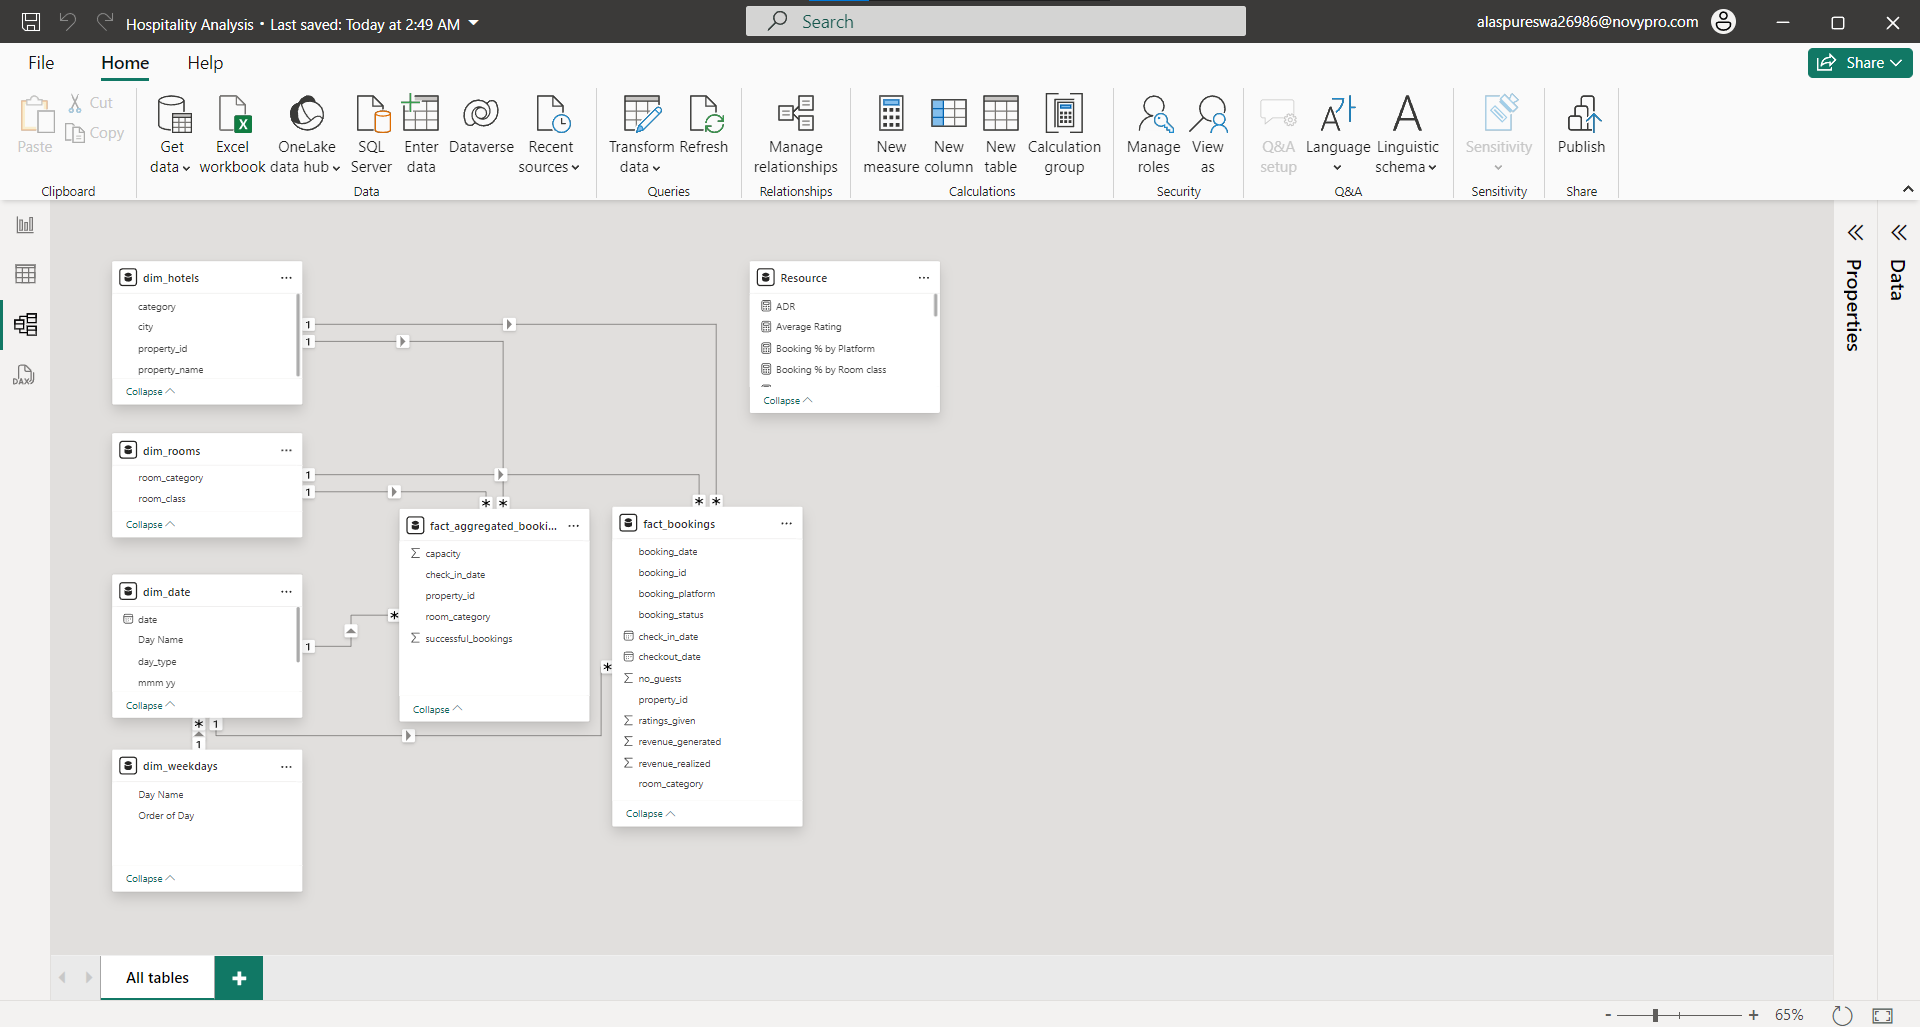 Hospitality Analysis • Last saved: Today at 2:49 AM
Search
alaspureswa26986@novypro.com
File
Home
Help
Share
Paste
Cut
Copy
Clipboard
Get data
Excel workbook
OneLake data hub
SQL Server
Enter data
Dataverse
Recent sources
Data
Transform data
Refresh
Queries
Manage relationships
Relationships
New measure
New column
New table
Calculation group
Calculations
Manage roles
View as
Security
Q&A setup
Language
Linguistic schema
Q&A
Sensitivity
Sensitivity
Publish
Share
DAX
dim_hotels
category
city
property_id
property_name
Collapse
1
1
dim_rooms
room_category
room_class
Collapse
1
1
dim_date
date
Day Name
day_type
mmm yy
Collapse
1
* 1
1
dim_weekdays
Day Name
Order of Day
Collapse
* *
fact_aggregated_booki...
capacity
check_in_date
property_id
room_category
successful_bookings
Collapse
*
* *
fact_bookings
booking_date
booking_id
booking_platform
booking_status
check_in_date
checkout_date
no_guests
property_id
ratings_given
revenue_generated
revenue_realized
room_category
Collapse
*
Resource
ADR
Average Rating
Booking % by Platform
Booking % by Room class
Collapse
Properties
Data
All tables
+
- + 65%